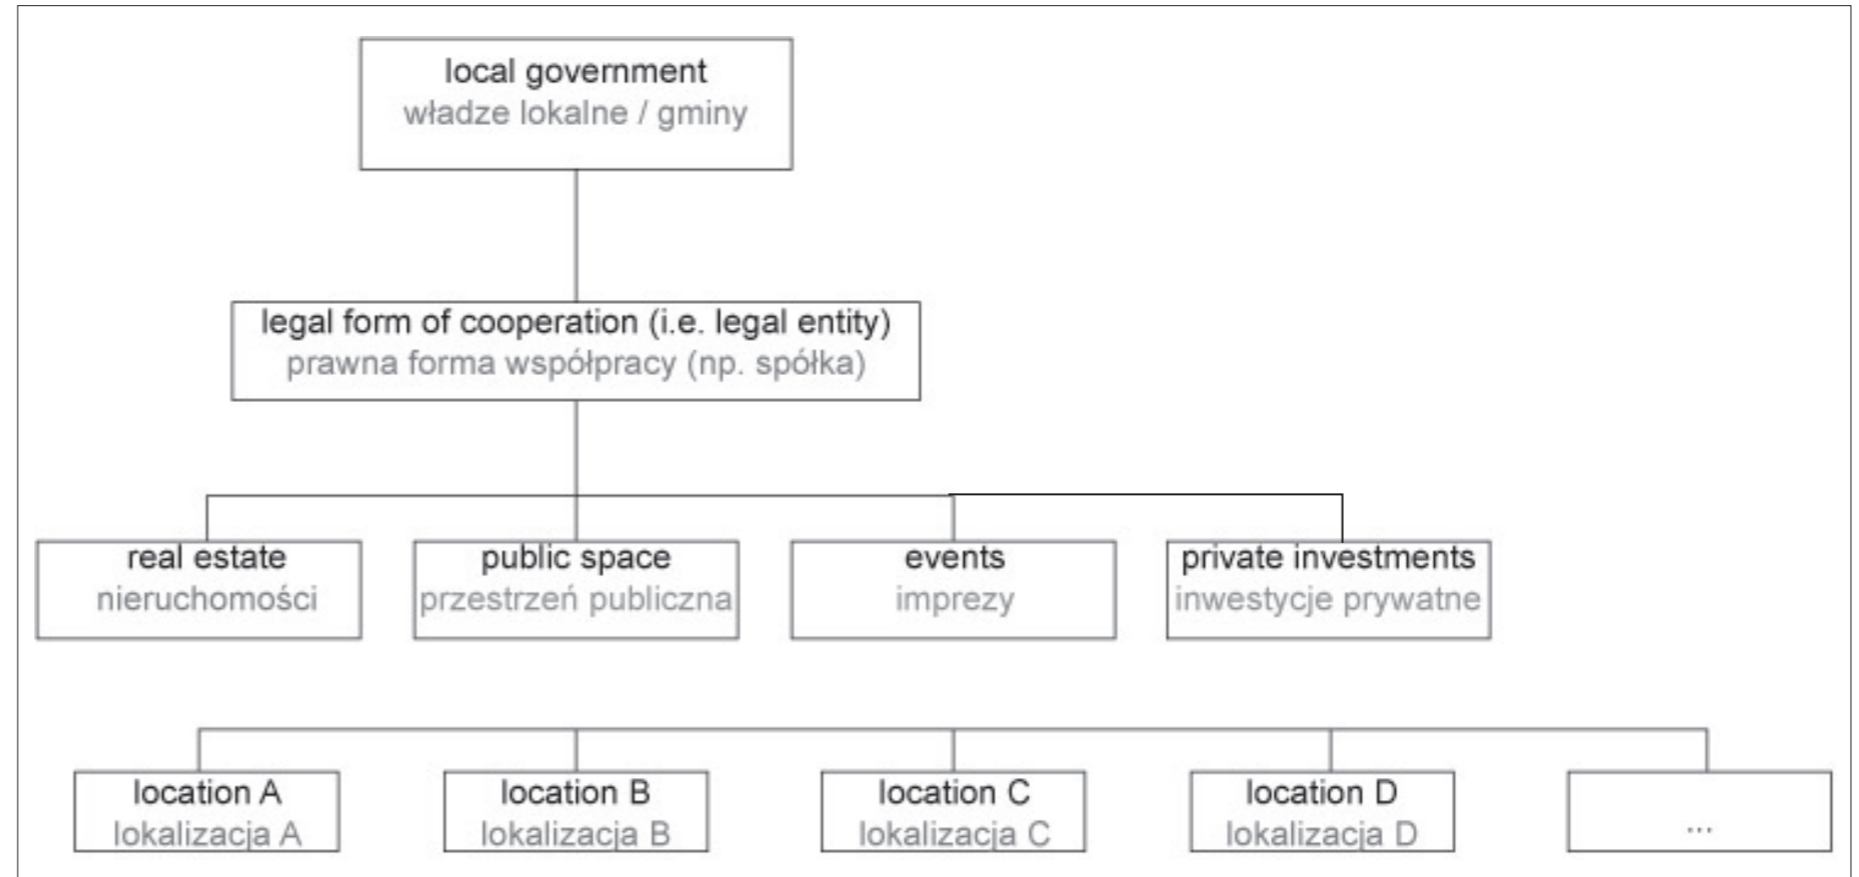 local government
władze lokalne / gminy
legal form of cooperation (i.e. legal entity)
prawna forma współpracy (np. spółka)
real estate
nieruchomości
public space
przestrzeń publiczna
events
imprezy
private investments
inwestycje prywatne
location A
lokalizacja A
location B
lokalizacja B
location C
lokalizacja C
location D
lokalizacja D
...